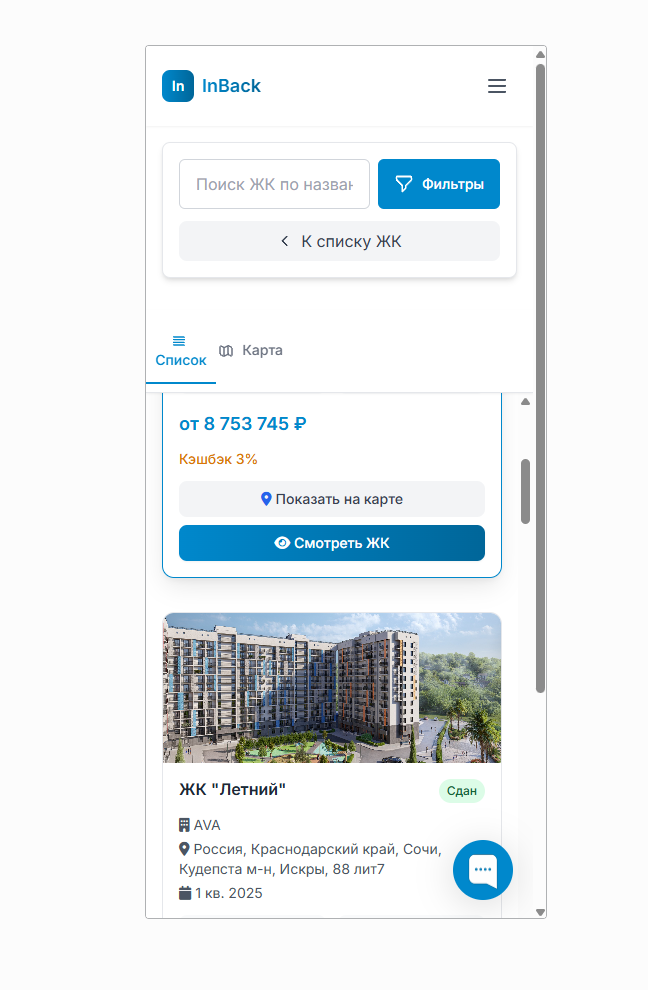 In InBack
Поиск ЖК по назван
Фильтры
К списку ЖК
Список
Карта
от 8 753 745 ₽
Кэшбэк 3%
Показать на карте
Смотреть ЖК
ЖК "Летний"
Сдан
AVA
Россия, Краснодарский край, Сочи,
Кудепста м-н, Искры, 88 лит7
1 кв. 2025